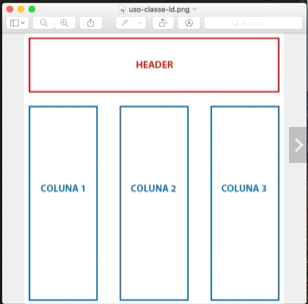 uso-classe-id.png
HEADER
COLUNA 1
COLUNA 2
COLUNA 3